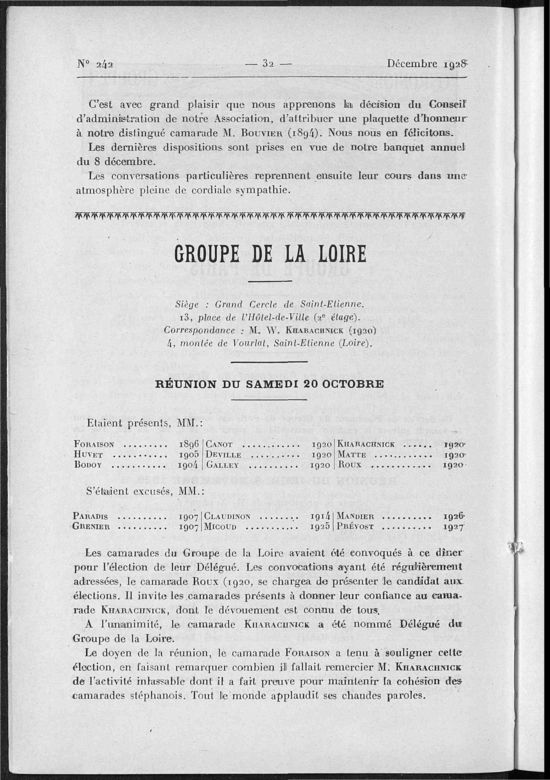 N° 242 — 32 — Décembre 1928
C'est avec grand plaisir que nous apprenons la décision du Conseil
d'administration de notre Association, d'attribuer une plaquette d'honneur
à notre distingué camarade M. BOUVIER (1894). Nous nous en félicitons.
Les dernières dispositions sont prises en vue de notre banquet annuel
du 8 décembre.
Les conversations particulières reprennent ensuite leur cours dans une
atmosphère pleine de cordiale sympathie.
GROUPE DE LA LOIRE
Siège : Grand Cercle de Saint-Etienne.
13, place de l'Hôtel-de-Ville (2e étage).
Correspondance : M. W. KHARACHNICK (1920)
4, montée de Vourlat, Saint-Etienne (Loire).
RÉUNION DU SAMEDI 20 OCTOBRE
Etaient présents, MM.:
FORAISON ......... 1896 | CANOT ........... 1920 | KHARACHNICK ...... 1920
HUVET .......... 1905 | DEVILLE .......... 1920 | MATTE ........... 1920
BODOY ........... 1904 | GALLEY .......... 1920 | ROUX ........... 1920
S'étaient excusés, MM.:
PARADIS .......... 1907 | CLAUDINON ........ 1914 | MANDIER .......... 1926
GRENIER .......... 1907 | MICOUD .......... 1925 | PRÉVOST .......... 1927
Les camarades du Groupe de la Loire avaient été convoqués à ce dîner
pour l'élection de leur Délégué. Les convocations ayant été régulièrement
adressées, le camarade ROUX (1920, se chargea de présenter le candidat aux
élections. Il invite les camarades présents à donner leur confiance au cama-
rade KHARACHNICK, dont le dévouement est connu de tous.
A l'unanimité, le camarade KHARACHNICK a été nommé Délégué du
Groupe de la Loire.
Le doyen de la réunion, le camarade FORAISON a tenu à souligner cette
élection, en faisant remarquer combien il fallait remercier M. KHARACHNICK
de l'activité inlassable dont il a fait preuve pour maintenir la cohésion des
camarades stéphanois. Tout le monde applaudit ses chaudes paroles.